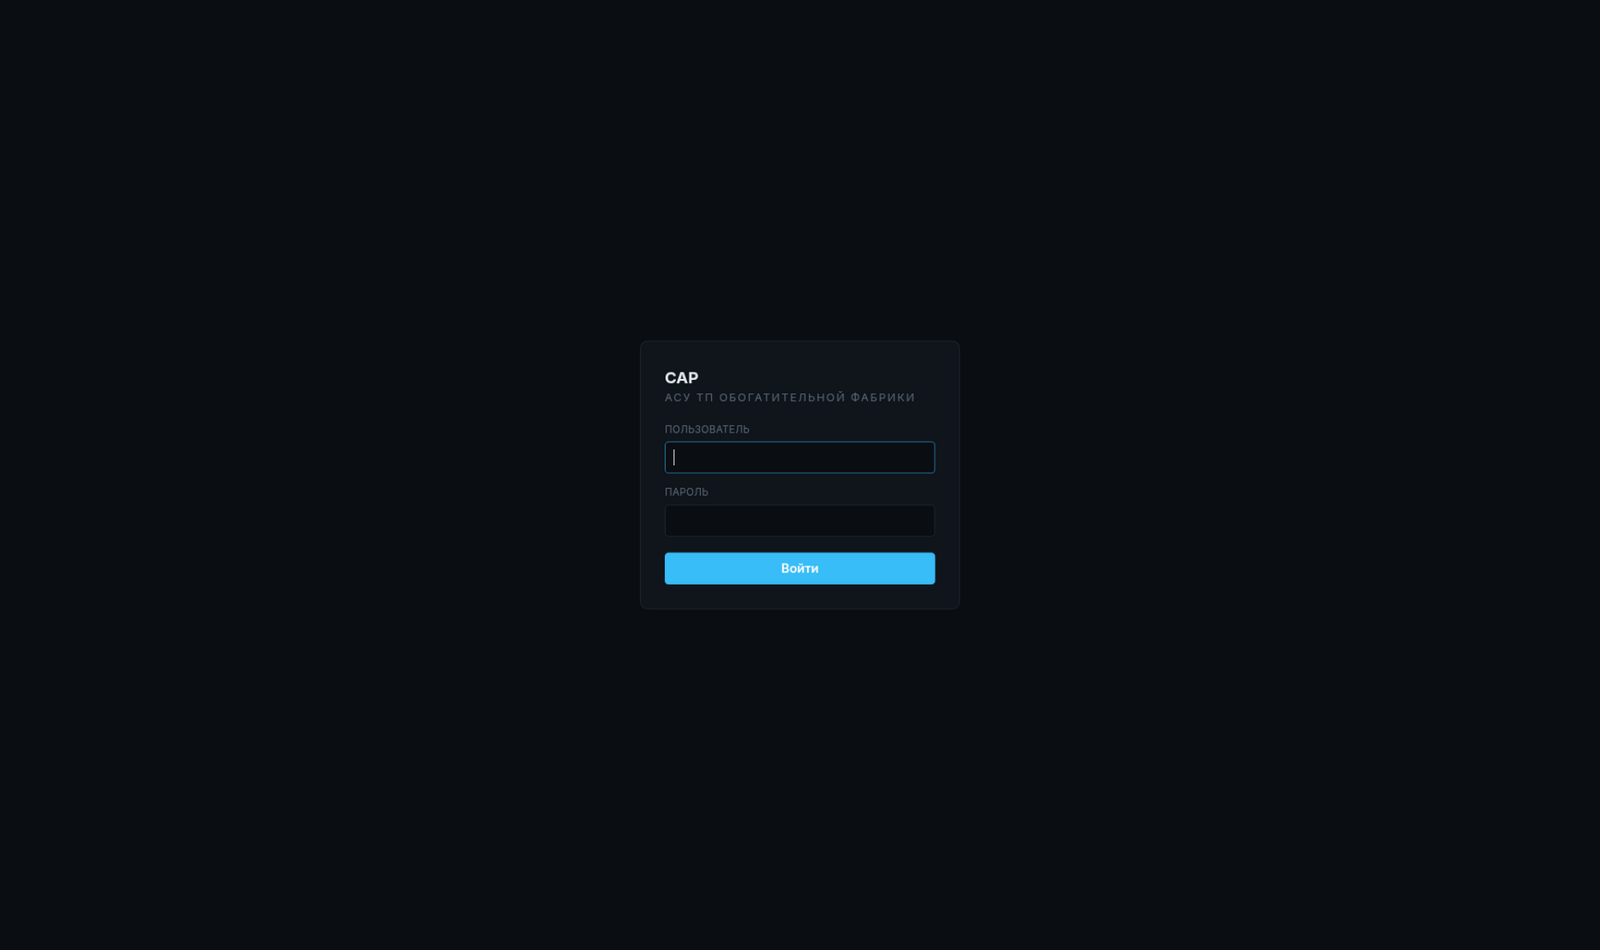 САР
АСУ ТП ОБОГАТИТЕЛЬНОЙ ФАБРИКИ
ПОЛЬЗОВАТЕЛЬ
ПАРОЛЬ
Войти